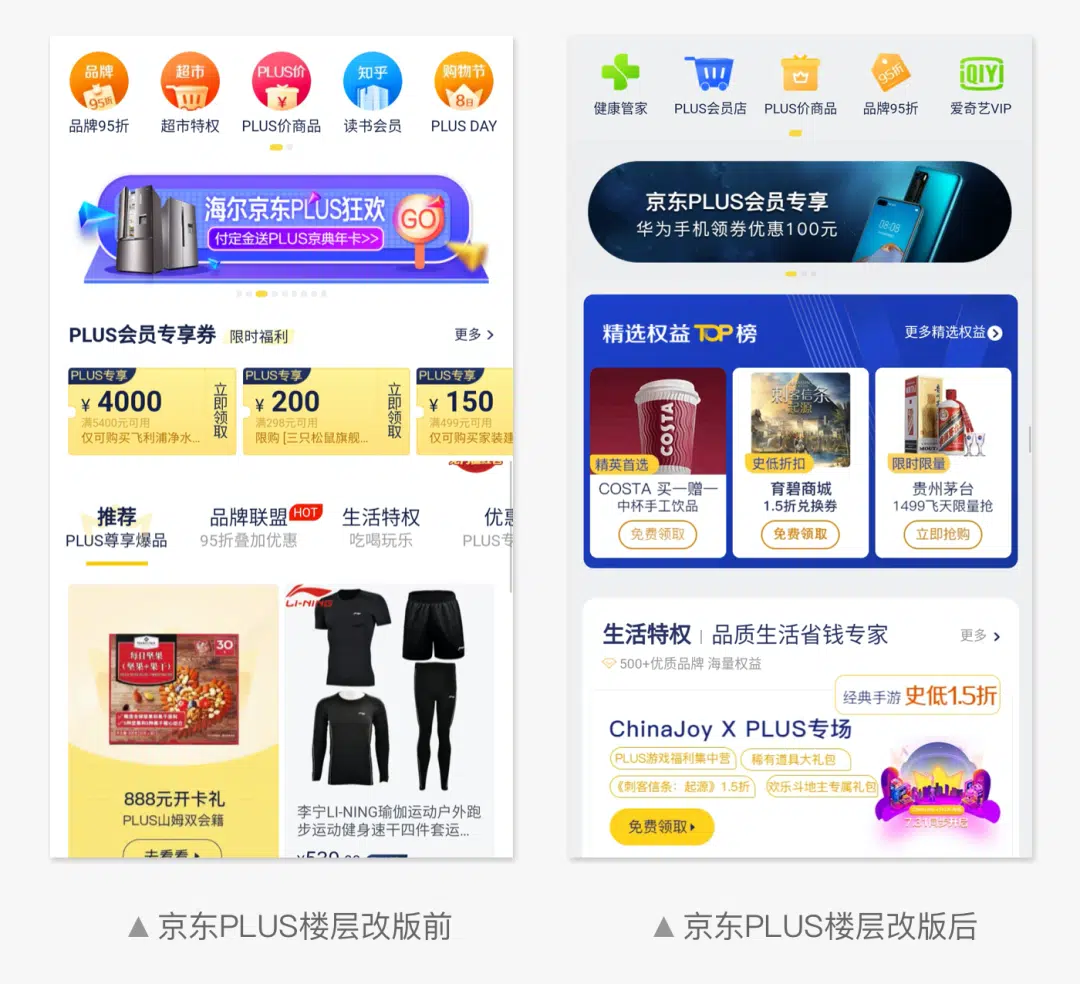 品牌
95折
超市
PLUS价
¥
知乎
购物节
8日
品牌95折
超市特权
PLUS价商品
读书会员
PLUS DAY
海尔京东PLUS狂欢
付定金送PLUS京典年卡>>
GO
PLUS会员专享券
限时福利
更多
PLUS专享
¥ 4000
满5400元可用
仅可购买飞利浦净水...
立即领取
PLUS专享
¥ 200
满298元可用
限购 [三只松鼠旗舰...
立即领取
PLUS专享
¥ 150
满499元可用
仅可购买家装建
推荐
PLUS尊享爆品
品牌联盟
HOT
95折叠加优惠
生活特权
吃喝玩乐
优惠
PLUS专
30
每日坚果
(坚果+果干)
888元开卡礼
PLUS山姆双会籍
去看看
LI-NING
李宁LI-NING瑜伽运动户外跑
步运动健身速干四件套运...
▲ 京东PLUS楼层改版前
95折
iQIYI
健康管家
PLUS会员店
PLUS价商品
品牌95折
爱奇艺VIP
京东PLUS会员专享
华为手机领券优惠100元
08:08
精选权益TOP榜
更多精选权益
COSTA
精英首选
COSTA 买一赠一
中杯手工饮品
免费领取
刺客信条
起源
史低折扣
育碧商城
1.5折兑换券
免费领取
限时限量
贵州茅台
1499飞天限量抢
立即抢购
生活特权 | 品质生活省钱专家
更多
500+优质品牌 海量权益
经典手游 史低1.5折
ChinaJoy X PLUS专场
PLUS游戏福利集中营
稀有道具大礼包
《刺客信条：起源》1.5折
欢乐斗地主专属礼包
免费领取
7.31同步开启
▲ 京东PLUS楼层改版后